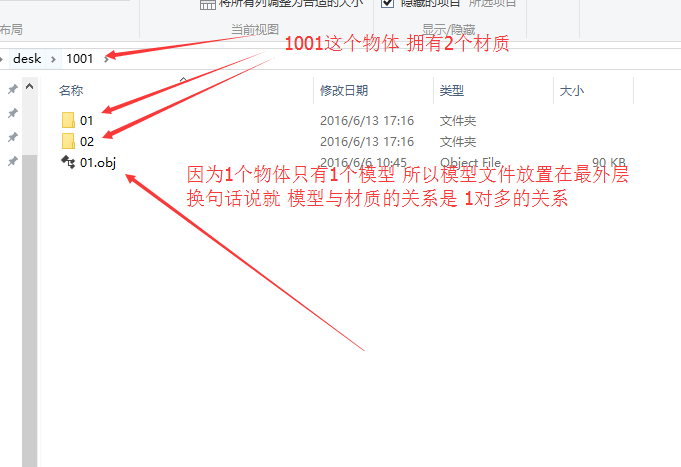 将所有列调整为合适的大小
隐藏的项目 所选项目
布局
当前视图
显示/隐藏
desk
1001
1001这个物体 拥有2个材质
名称
修改日期
类型
大小
01
2016/6/13 17:16
文件夹
02
2016/6/13 17:16
文件夹
01.obj
2016/6/6 10:45
Object File
90 KB
因为1个物体只有1个模型 所以模型文件放置在最外层
换句话说就 模型与材质的关系是 1对多的关系